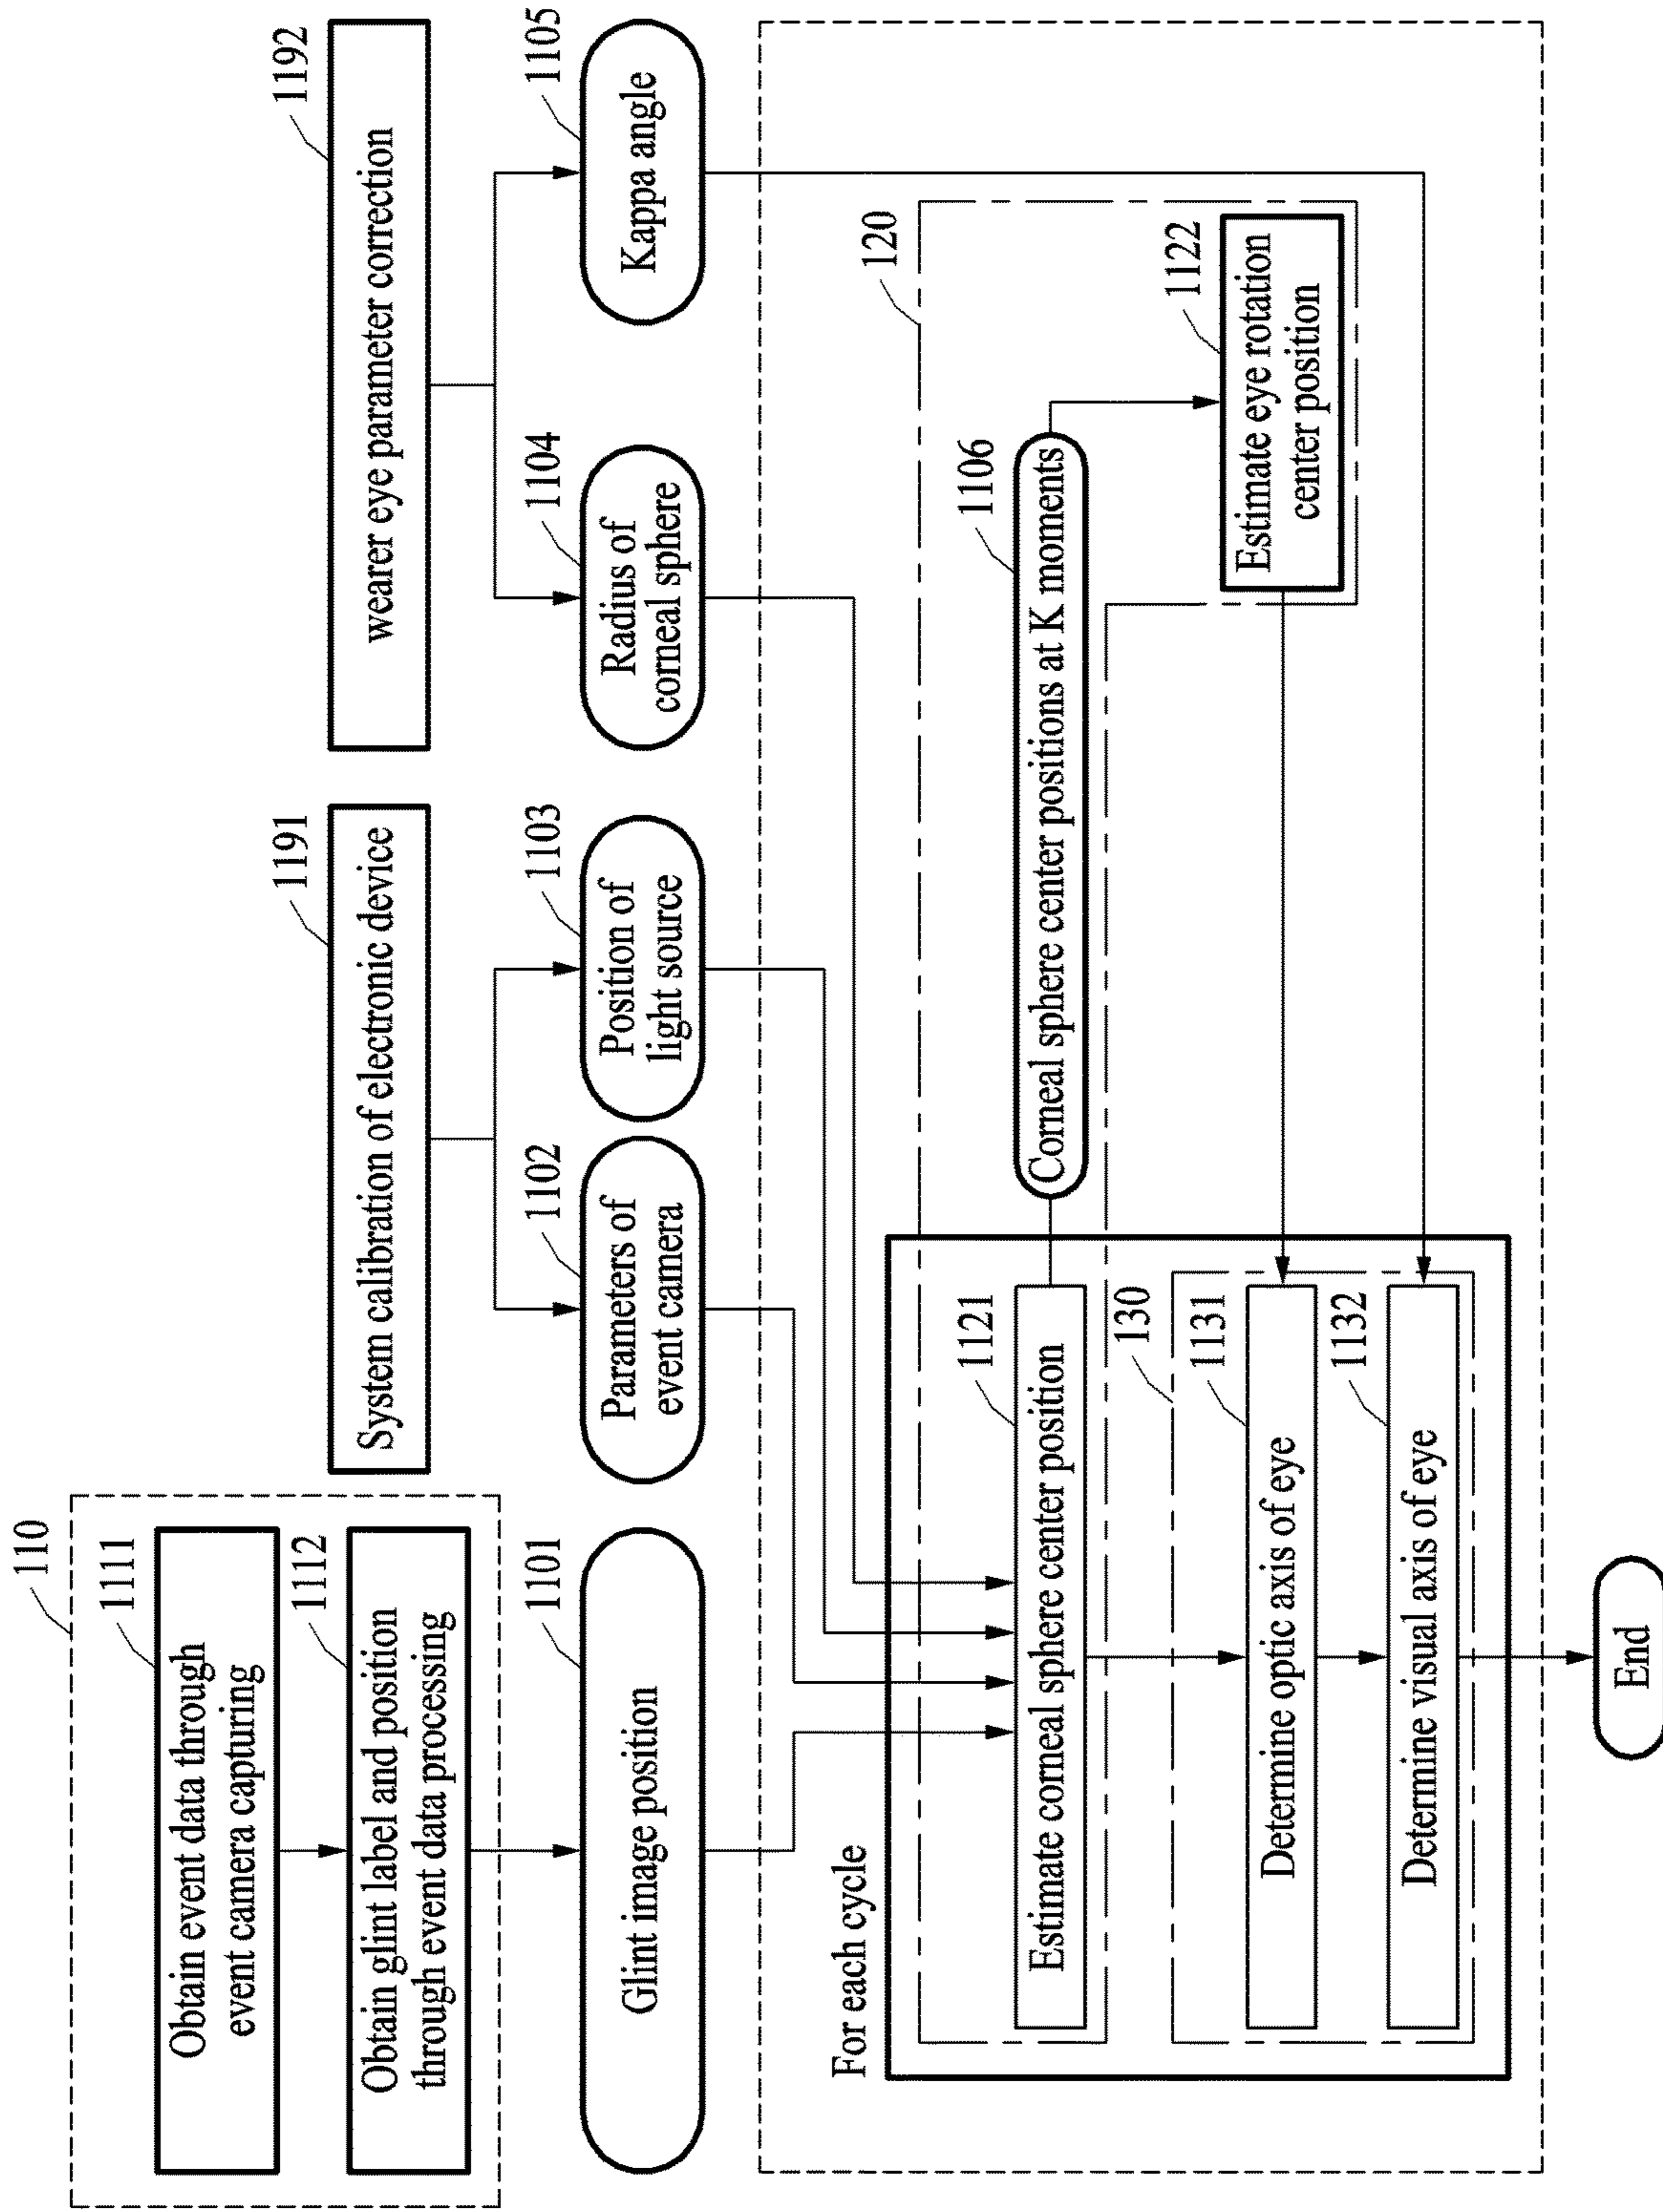 110
1111
Obtain event data through
event camera capturing
1112
Obtain glint label and position
through event data processing
1101
Glint image position
1191
System calibration of electronic device
1102
Parameters of
event camera
1103
Position of
light source
1192
wearer eye parameter correction
1104
Radius of
corneal sphere
1105
Kappa angle
For each cycle
120
1121
Estimate corneal sphere center position
1106
Corneal sphere center positions at K moments
1122
Estimate eye rotation
center position
130
1131
Determine optic axis of eye
1132
Determine visual axis of eye
End